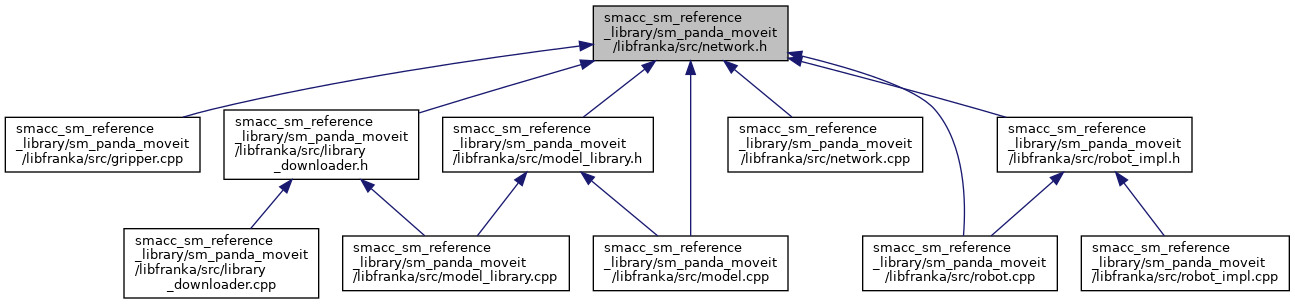 smacc_sm_reference
_library/sm_panda_moveit
/libfranka/src/network.h
smacc_sm_reference
_library/sm_panda_moveit
/libfranka/src/gripper.cpp
smacc_sm_reference
_library/sm_panda_moveit
/libfranka/src/library
_downloader.h
smacc_sm_reference
_library/sm_panda_moveit
/libfranka/src/model_library.h
smacc_sm_reference
_library/sm_panda_moveit
/libfranka/src/network.cpp
smacc_sm_reference
_library/sm_panda_moveit
/libfranka/src/robot_impl.h
smacc_sm_reference
_library/sm_panda_moveit
/libfranka/src/library
_downloader.cpp
smacc_sm_reference
_library/sm_panda_moveit
/libfranka/src/model_library.cpp
smacc_sm_reference
_library/sm_panda_moveit
/libfranka/src/model.cpp
smacc_sm_reference
_library/sm_panda_moveit
/libfranka/src/robot.cpp
smacc_sm_reference
_library/sm_panda_moveit
/libfranka/src/robot_impl.cpp